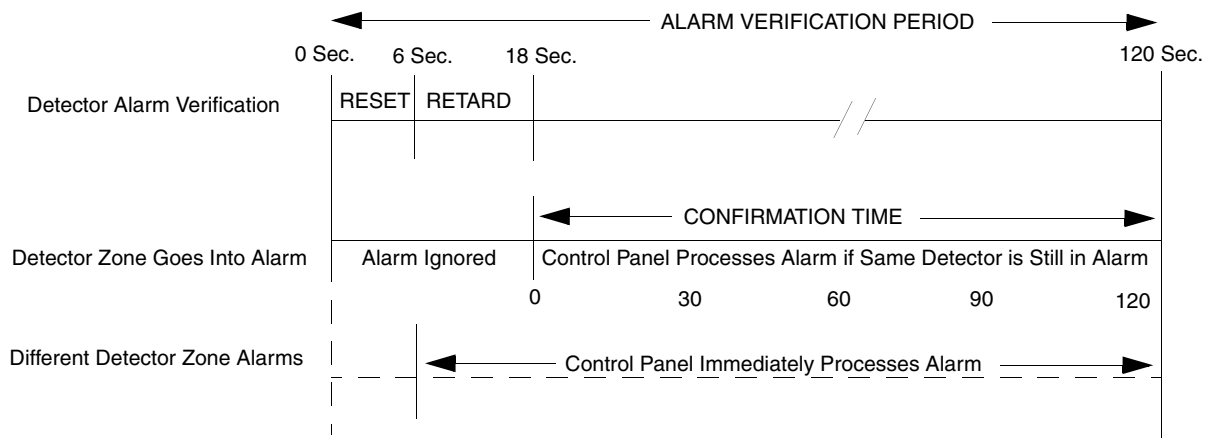 ALARM VERIFICATION PERIOD
0 Sec. 6 Sec. 18 Sec. 120 Sec.
Detector Alarm Verification RESET RETARD
CONFIRMATION TIME
Detector Zone Goes Into Alarm Alarm Ignored Control Panel Processes Alarm if Same Detector is Still in Alarm
0 30 60 90 120
Different Detector Zone Alarms Control Panel Immediately Processes Alarm